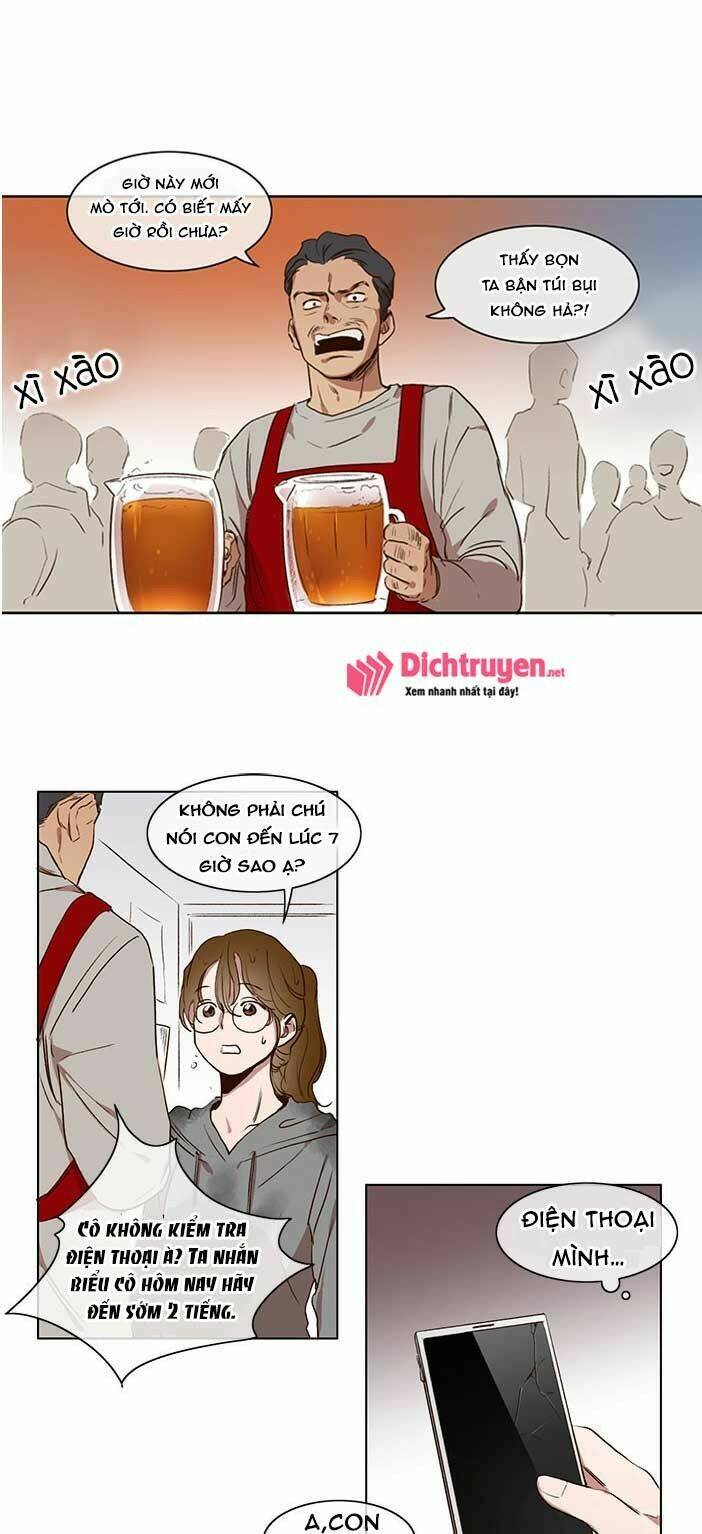 GIỜ NÀY MỚI
MÒ TỚI. CÓ BIẾT MẤY
GIỜ RỒI CHƯA?
THẤY BỌN
TA BẬN TÚI BỤI
KHÔNG HẢ?!
XÌ XÀO
XÌ XÀO
Dichtruyen.net
Xem nhanh nhất tại đây!
KHÔNG PHẢI CHÚ
NÓI CON ĐẾN LÚC 7
GIỜ SAO Ạ?
CÔ KHÔNG KIỂM TRA
ĐIỆN THOẠI À? TA NHẮN
BIỂU CÔ HÔM NAY HÃY
ĐẾN SỚM 2 TIẾNG.
ĐIỆN THOẠI
MÌNH...
A,CON